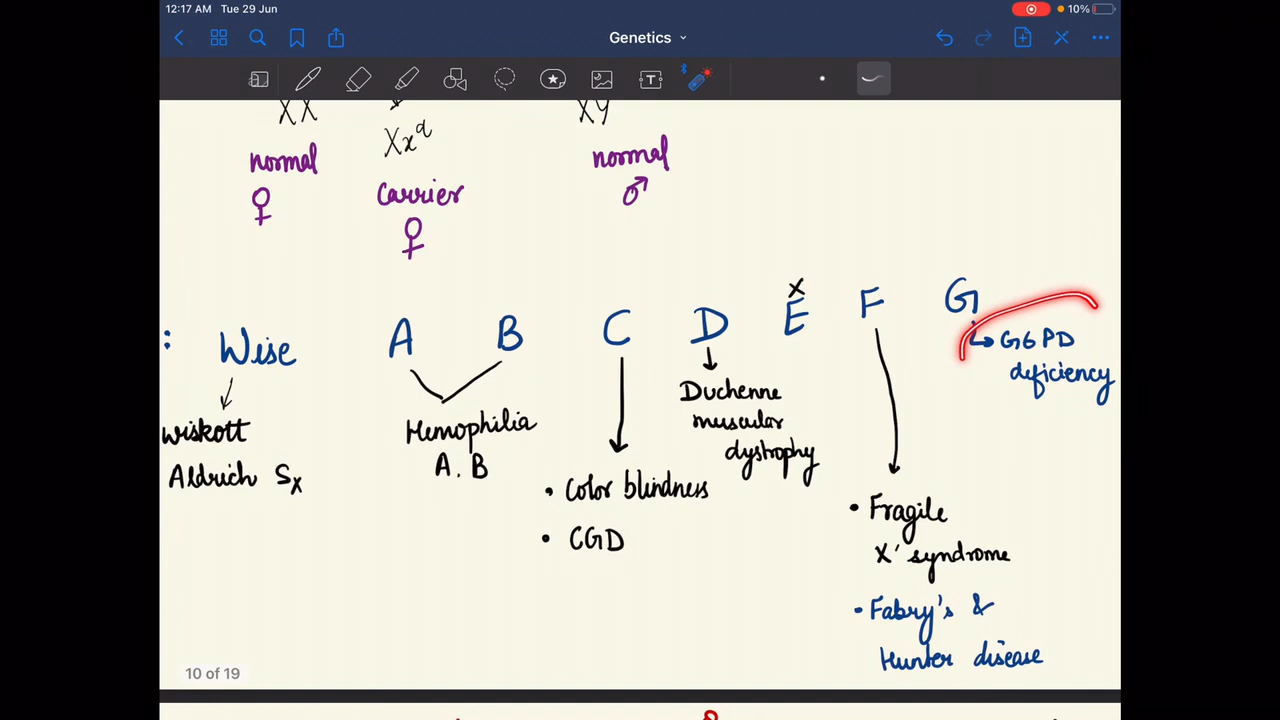 12:17 AM Tue 29 Jun
10%
Genetics
XX
Xxᵈ
XY
normal
♀
carrier
♀
normal
♂
: Wise A B C D E F G
x
Wiskott
Aldrich Sx
Hemophilia
A. B
• Color blindness
• CGD
Duchenne
muscular
dystrophy
• Fragile
X' syndrome
• Fabry's &
Hunter disease
G6PD
deficiency
10 of 19